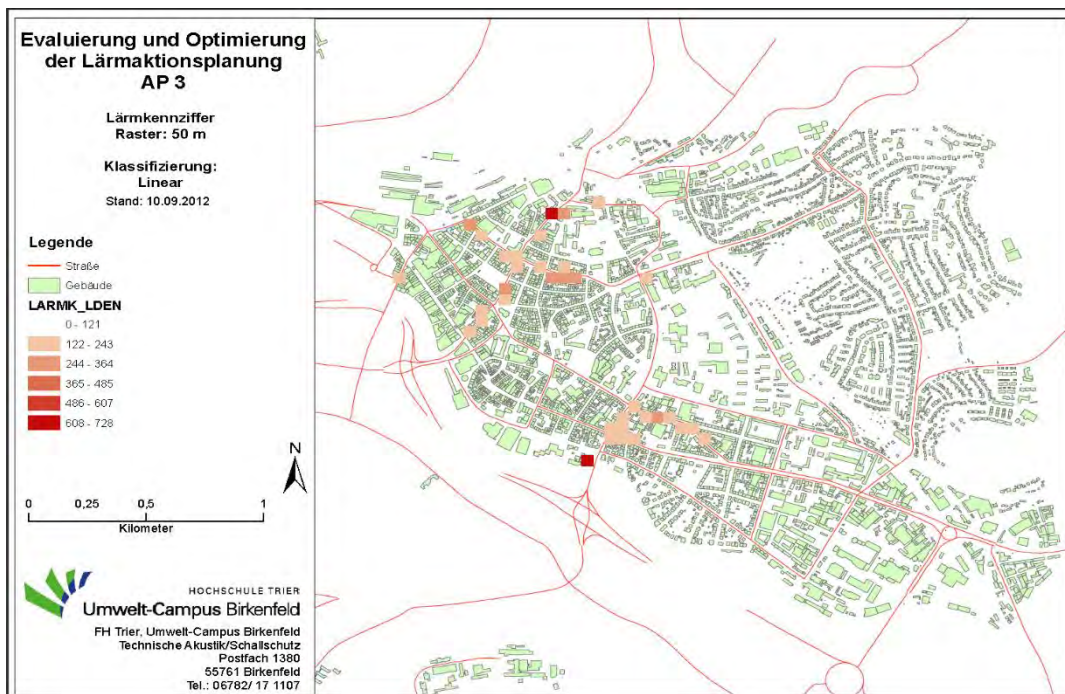 Evaluierung und Optimierung
der Lärmaktionsplanung
AP 3
Lärmkennziffer
Raster: 50 m
Klassifizierung:
Linear
Stand: 10.09.2012
Legende
Straße
Gebäude
LARMK_LDEN
0 - 121
122 - 243
244 - 364
365 - 485
486 - 607
608 - 728
N
0 0,25 0,5 1
Kilometer
HOCHSCHULE TRIER
Umwelt-Campus Birkenfeld
FH Trier, Umwelt-Campus Birkenfeld
Technische Akustik/Schallschutz
Postfach 1380
55761 Birkenfeld
Tel.: 06782/ 17 1107